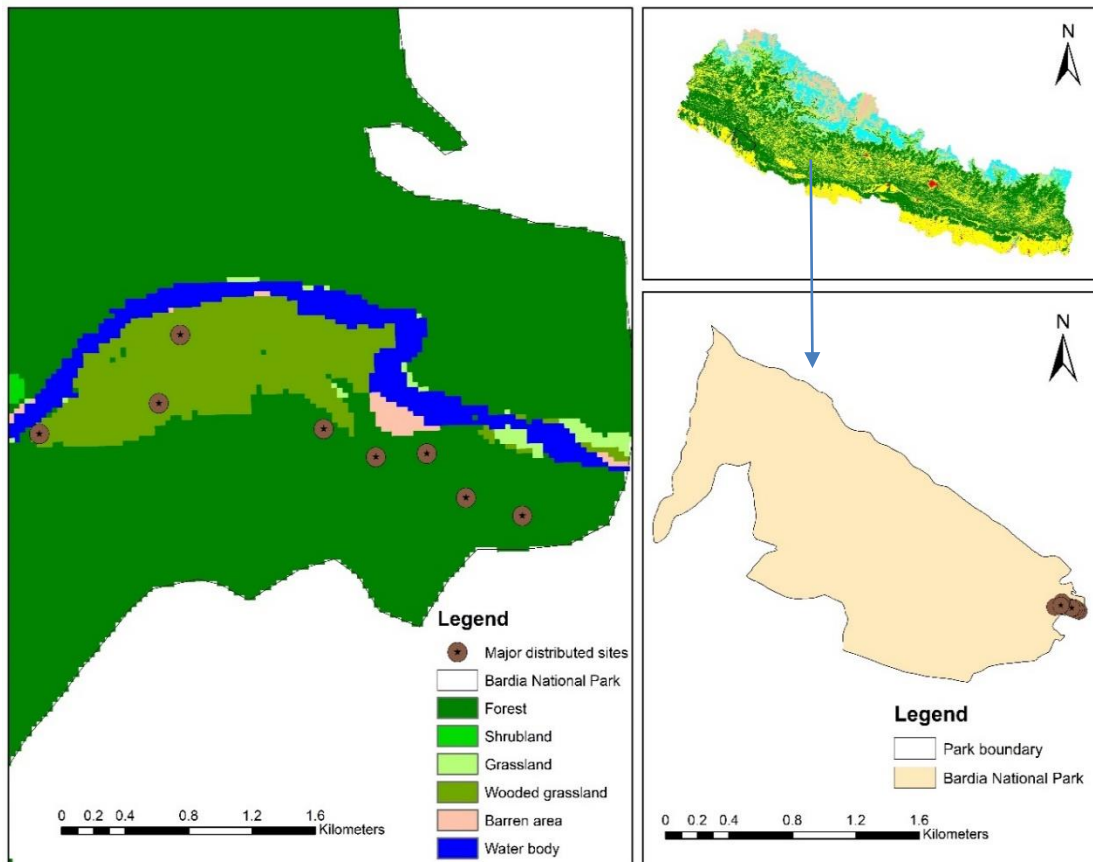 Legend
Major distributed sites
Bardia National Park
Forest
Shrubland
Grassland
Wooded grassland
Barren area
Water body
0 0.2 0.4 0.8 1.2 1.6
Kilometers
N
N
Legend
Park boundary
Bardia National Park
0 0.2 0.4 0.8 1.2 1.6
Kilometers